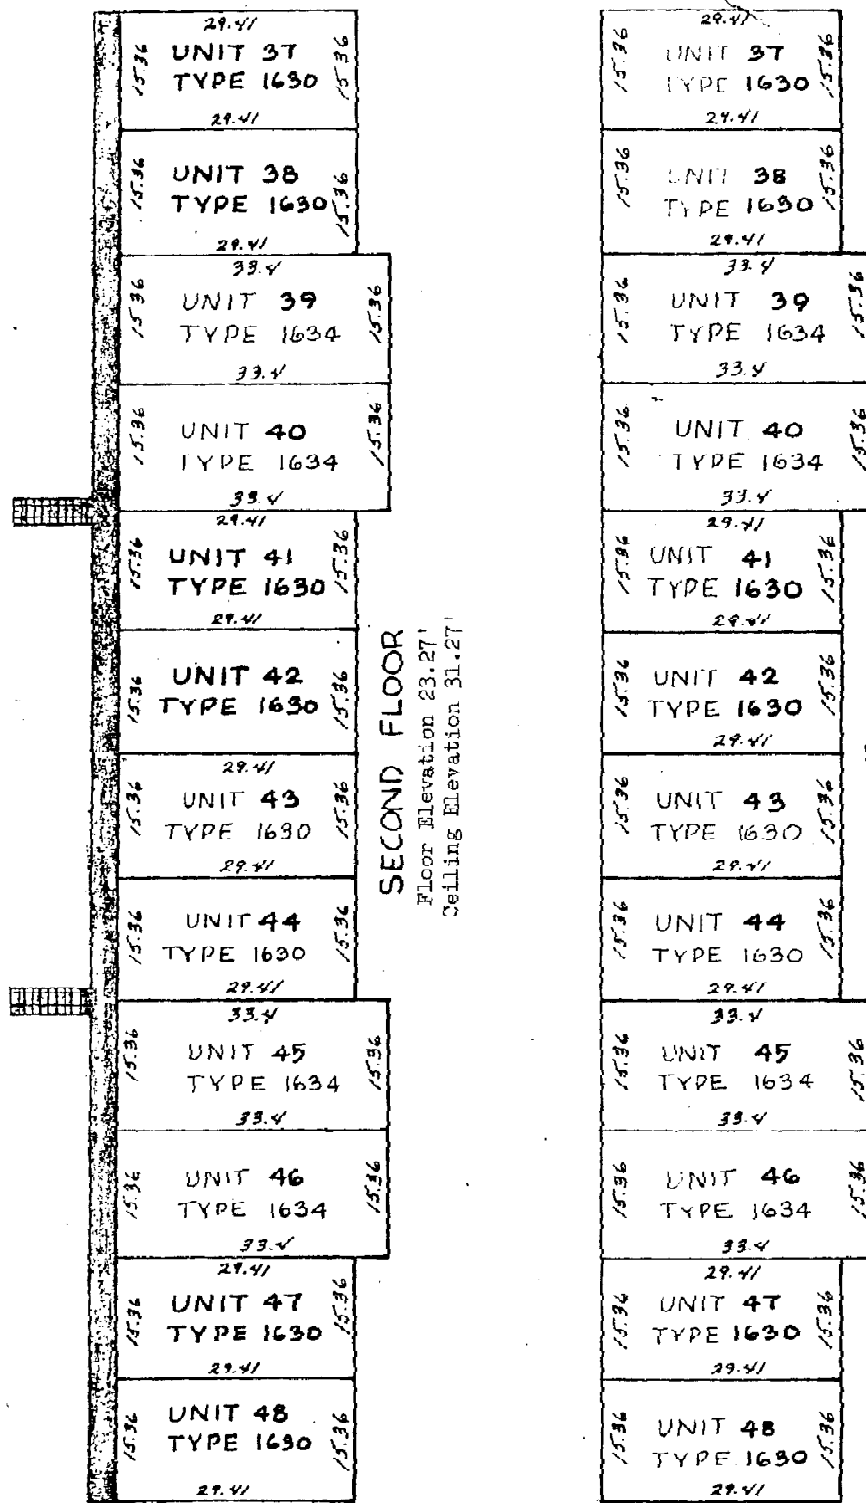 29.41
15.36 UNIT 37 15.36
TYPE 1630
29.41
15.36 UNIT 38 15.36
TYPE 1630
29.41
33.4
15.36 UNIT 39 15.36
TYPE 1634
33.4
15.36 UNIT 40 15.36
TYPE 1634
33.4
29.41
15.36 UNIT 41 15.36
TYPE 1630
29.41
15.36 UNIT 42 15.36
TYPE 1630
29.41
15.36 UNIT 43 15.36
TYPE 1630
29.41
15.36 UNIT 44 15.36
TYPE 1630
29.41
33.4
15.36 UNIT 45 15.36
TYPE 1634
33.4
15.36 UNIT 46 15.36
TYPE 1634
33.4
29.41
15.36 UNIT 47 15.36
TYPE 1630
29.41
15.36 UNIT 48 15.36
TYPE 1630
29.41
SECOND FLOOR
Floor Elevation 23.27'
Ceiling Elevation 31.27'
29.41
15.36 UNIT 37 15.36
TYPE 1630
29.41
15.36 UNIT 38 15.36
TYPE 1630
29.41
33.4
15.36 UNIT 39 15.36
TYPE 1634
33.4
15.36 UNIT 40 15.36
TYPE 1634
33.4
29.41
15.36 UNIT 41 15.36
TYPE 1630
29.41
15.36 UNIT 42 15.36
TYPE 1630
29.41
15.36 UNIT 43 15.36
TYPE 1630
29.41
15.36 UNIT 44 15.36
TYPE 1630
29.41
33.4
15.36 UNIT 45 15.36
TYPE 1634
33.4
15.36 UNIT 46 15.36
TYPE 1634
33.4
29.41
15.36 UNIT 47 15.36
TYPE 1630
29.41
15.36 UNIT 48 15.36
TYPE 1630
29.41